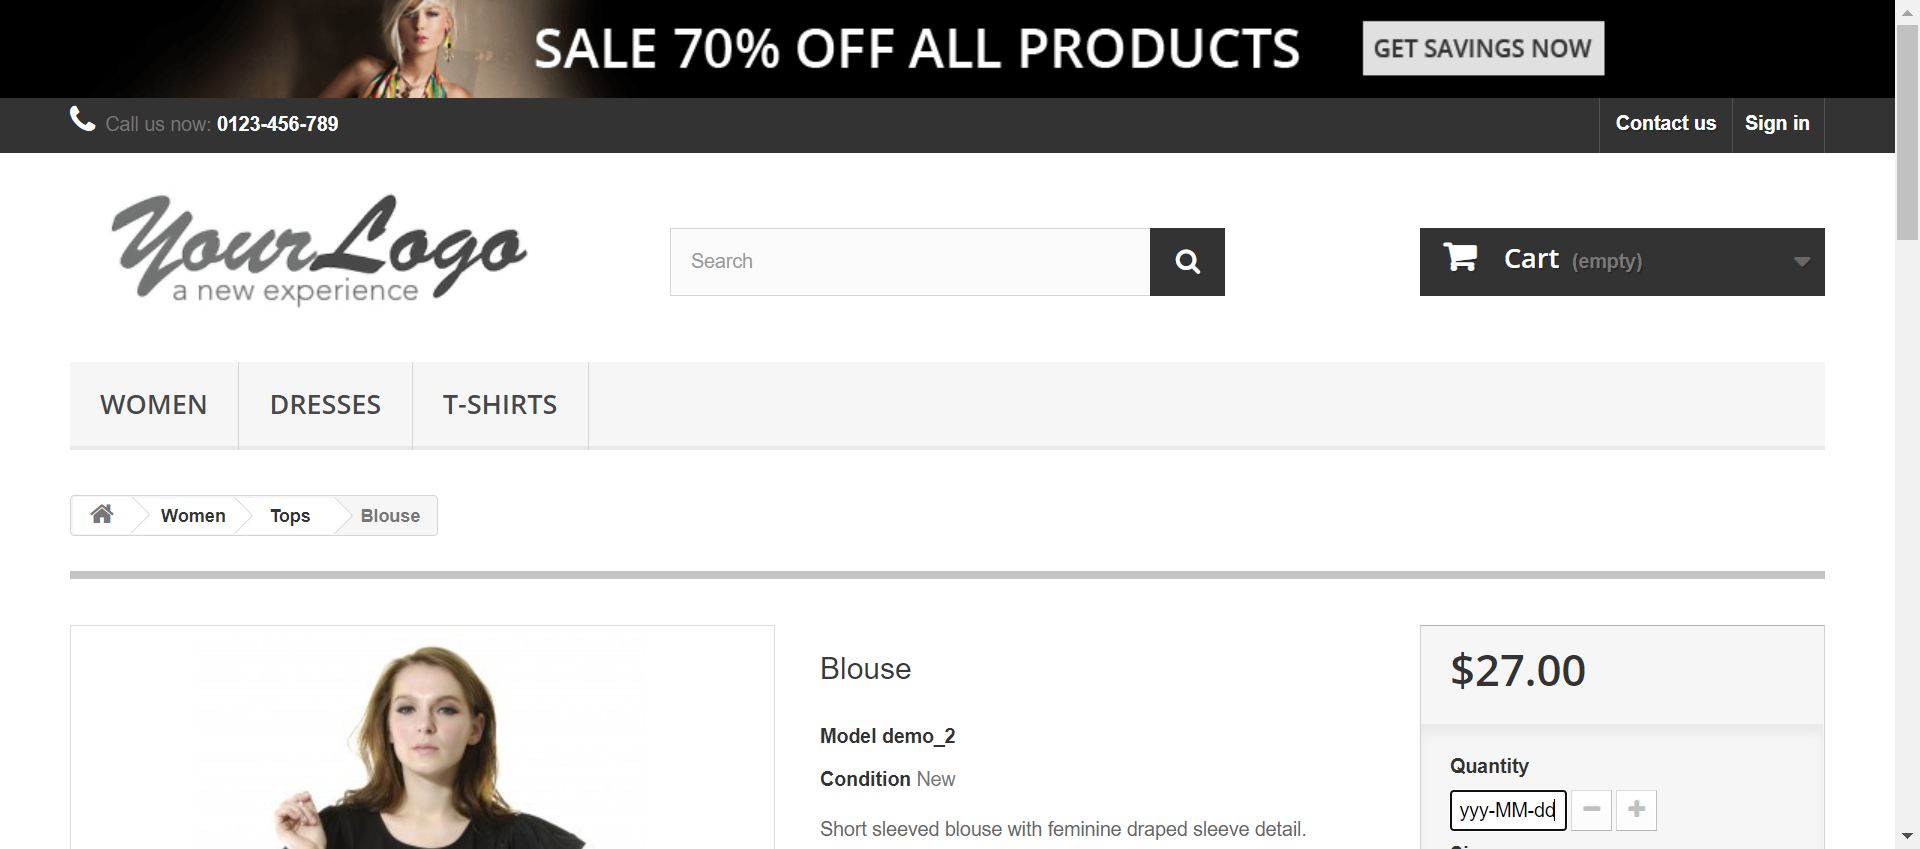 SALE 70% OFF ALL PRODUCTS
GET SAVINGS NOW
Call us now: 0123-456-789
Contact us
Sign in
YourLogo
a new experience
Search
Cart (empty)
WOMEN
DRESSES
T-SHIRTS
Women
Tops
Blouse
Blouse
$27.00
Model demo_2
Condition New
Quantity
yyy-MM-dd
Short sleeved blouse with feminine draped sleeve detail.